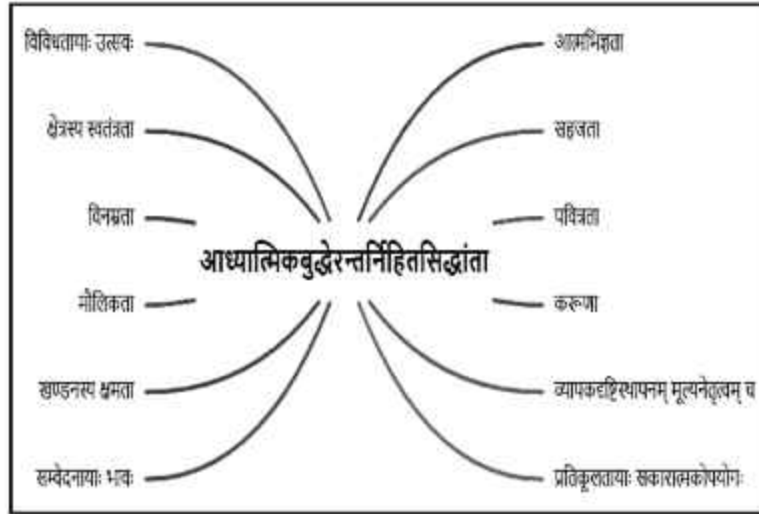 विविधतायाः उत्सवः
क्षेत्रस्य स्वतंत्रता
विनम्रता
मौलिकता
खण्डनस्य क्षमता
सम्वेदनायाः भावः
आध्यात्मिकबुद्धेरन्तर्निहितसिद्धांता
आत्मभिज्ञता
सहजता
पवित्रता
करूणा
व्यापकदृष्टिस्थापनम् मूल्यनेतृत्वम् च
प्रतिकूलतायाः सकारात्मकोपयोगः